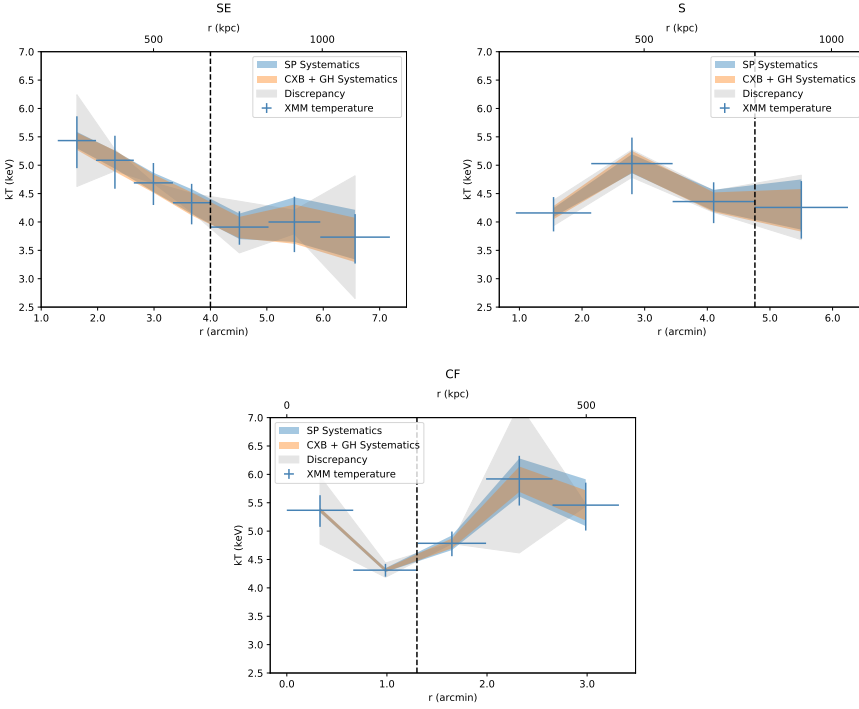 SE
r (kpc)
500 1000
7.0
6.5
6.0
5.5
5.0
4.5
4.0
3.5
3.0
2.5
kT (keV)
SP Systematics
CXB + GH Systematics
Discrepancy
XMM temperature
1.0 2.0 3.0 4.0 5.0 6.0 7.0
r (arcmin)
S
r (kpc)
500 1000
7.0
6.5
6.0
5.5
5.0
4.5
4.0
3.5
3.0
2.5
kT (keV)
SP Systematics
CXB + GH Systematics
Discrepancy
XMM temperature
1.0 2.0 3.0 4.0 5.0 6.0
r (arcmin)
CF
r (kpc)
0 500
7.0
6.5
6.0
5.5
5.0
4.5
4.0
3.5
3.0
2.5
kT (keV)
SP Systematics
CXB + GH Systematics
Discrepancy
XMM temperature
0.0 1.0 2.0 3.0
r (arcmin)